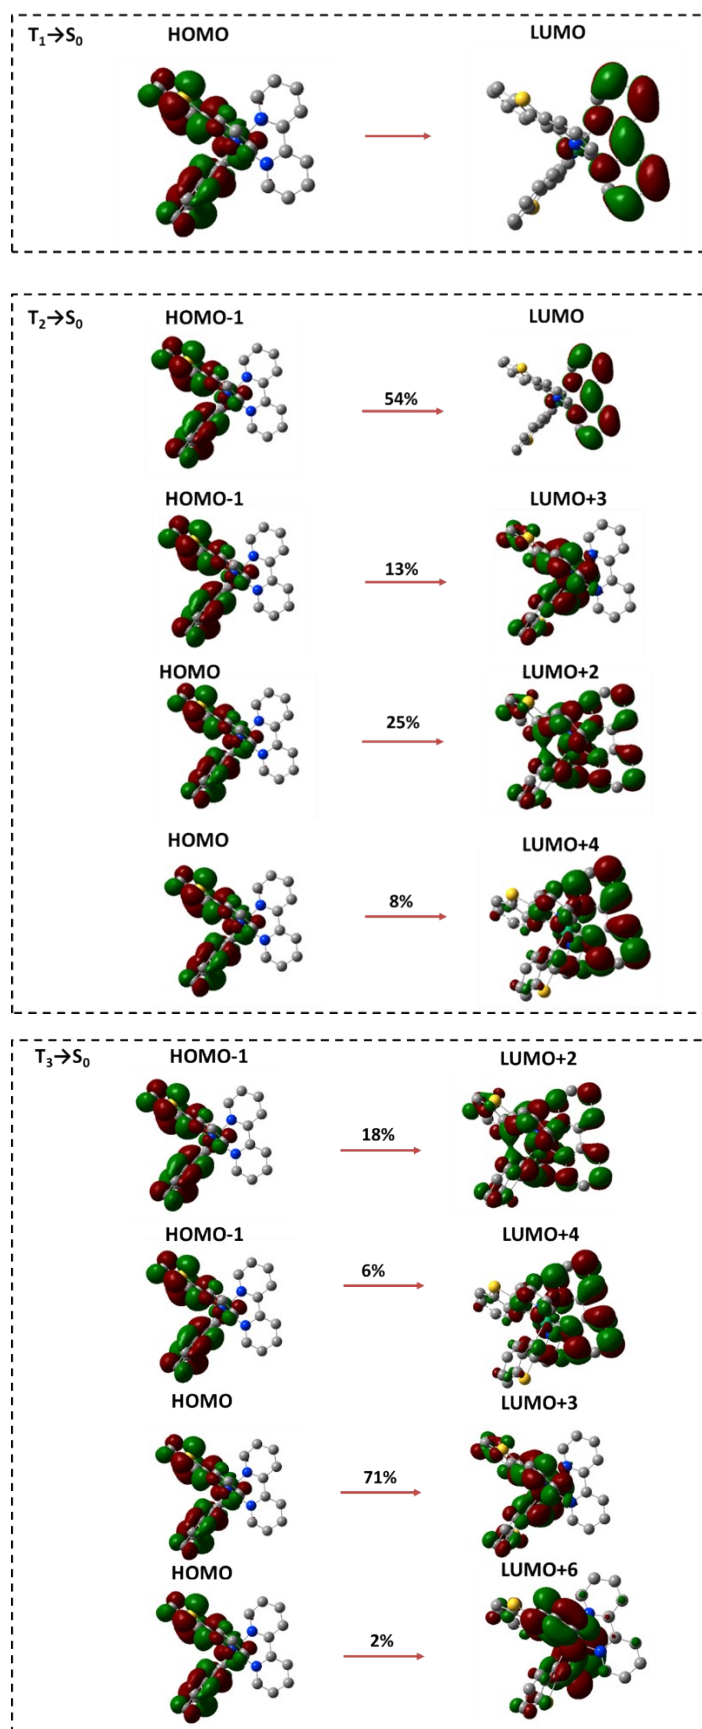 T₁→S₀ HOMO LUMO
T₂→S₀ HOMO-1 LUMO
54%
HOMO-1 LUMO+3
13%
HOMO LUMO+2
25%
HOMO LUMO+4
8%
T₃→S₀ HOMO-1 LUMO+2
18%
HOMO-1 LUMO+4
6%
HOMO LUMO+3
71%
HOMO LUMO+6
2%